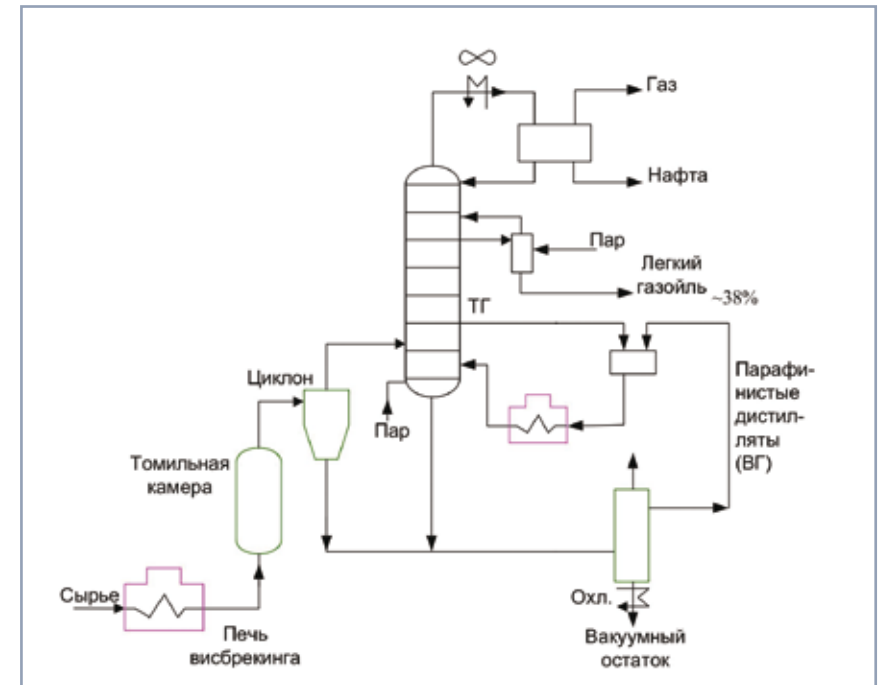 Газ
Нафта
Пар
Легкий
газойль ~38%
ТГ
Парафи-
нистые
дистил-
ляты
(ВГ)
Циклон
Пар
Томильная
камера
Сырье
Печь
висбрекинга
Охл.
Вакуумный
остаток